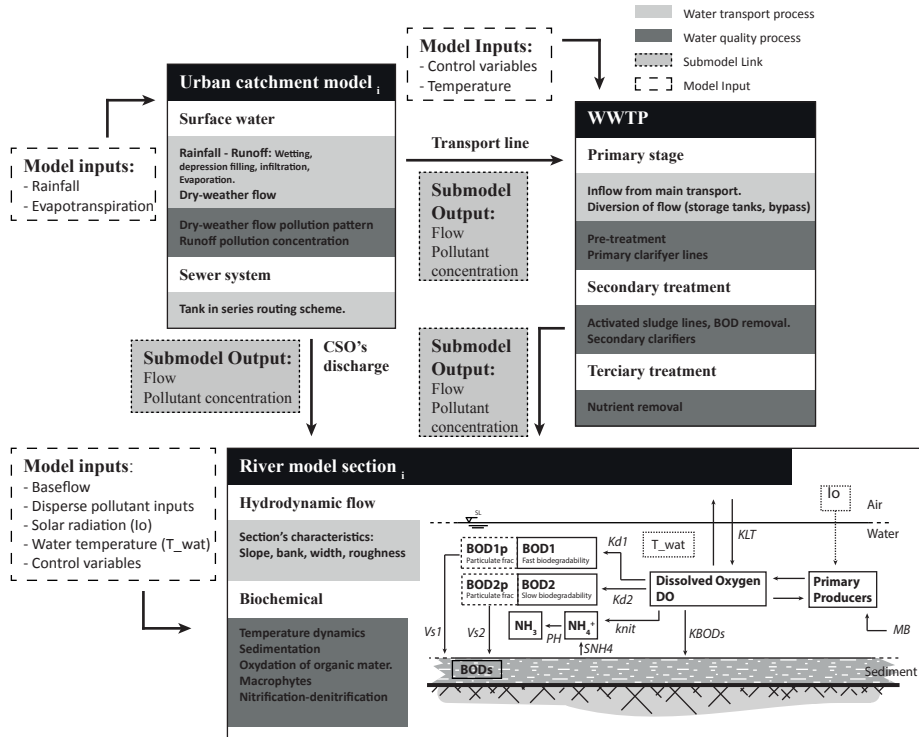 Water transport process
Water quality process
Submodel Link
Model Input
Model Inputs:
- Control variables
- Temperature
Urban catchment model i
Surface water
Rainfall - Runoff: Wetting,
depression filling, infiltration,
Evaporation.
Dry-weather flow
Dry-weather flow pollution pattern
Runoff pollution concentration
Sewer system
Tank in series routing scheme.
Model inputs:
- Rainfall
- Evapotranspiration
Transport line
Submodel
Output:
Flow
Pollutant
concentration
WWTP
Primary stage
Inflow from main transport.
Diversion of flow (storage tanks, bypass)
Pre-treatment
Primary clarifyer lines
Secondary treatment
Activated sludge lines, BOD removal.
Secondary clarifiers
Terciary treatment
Nutrient removal
Submodel Output:
Flow
Pollutant concentration
CSO's
discharge
Submodel
Output:
Flow
Pollutant
concentration
Model inputs:
- Baseflow
- Disperse pollutant inputs
- Solar radiation (Io)
- Water temperature (T_wat)
- Control variables
River model section i
Hydrodynamic flow
Section's characteristics:
Slope, bank, width, roughness
Biochemical
Temperature dynamics
Sedimentation
Oxydation of organic mater.
Macrophytes
Nitrification-denitrification
SL
Io
Air
Water
KLT
T_wat
BOD1p
Particulate frac
BOD1
Fast biodegradability
Kd1
BOD2p
Particulate frac
BOD2
Slow biodegradability
Kd2
Dissolved Oxygen
DO
Primary
Producers
Vs1
Vs2
NH3
PH
NH4+
knit
SNH4
KBODs
MB
BODs
Sediment